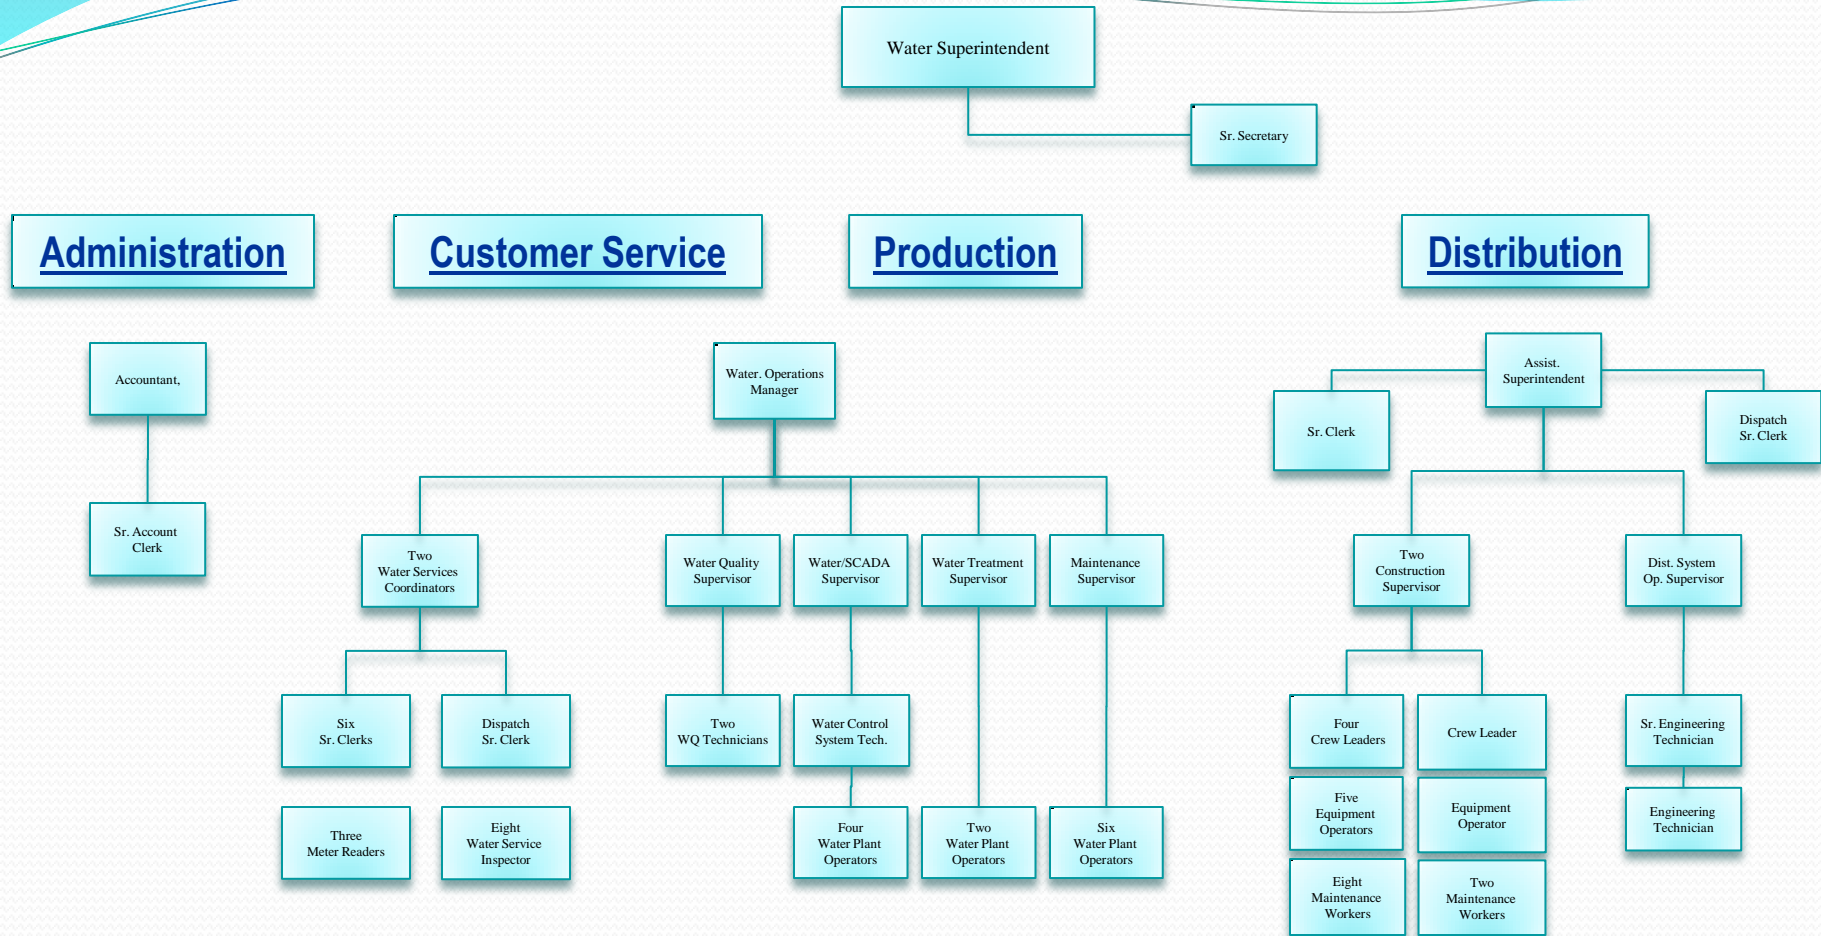 Water Superintendent
Sr. Secretary
Administration
Customer Service
Production
Distribution
Accountant,
Water. Operations
Manager
Assist.
Superintendent
Sr. Clerk
Dispatch
Sr. Clerk
Sr. Account
Clerk
Two
Water Services
Coordinators
Water Quality
Supervisor
Water/SCADA
Supervisor
Water Treatment
Supervisor
Maintenance
Supervisor
Two
Construction
Supervisor
Dist. System
Op. Supervisor
Six
Sr. Clerks
Dispatch
Sr. Clerk
Two
WQ Technicians
Water Control
System Tech.
Four
Crew Leaders
Crew Leader
Sr. Engineering
Technician
Three
Meter Readers
Eight
Water Service
Inspector
Four
Water Plant
Operators
Two
Water Plant
Operators
Six
Water Plant
Operators
Five
Equipment
Operators
Equipment
Operator
Engineering
Technician
Eight
Maintenance
Workers
Two
Maintenance
Workers